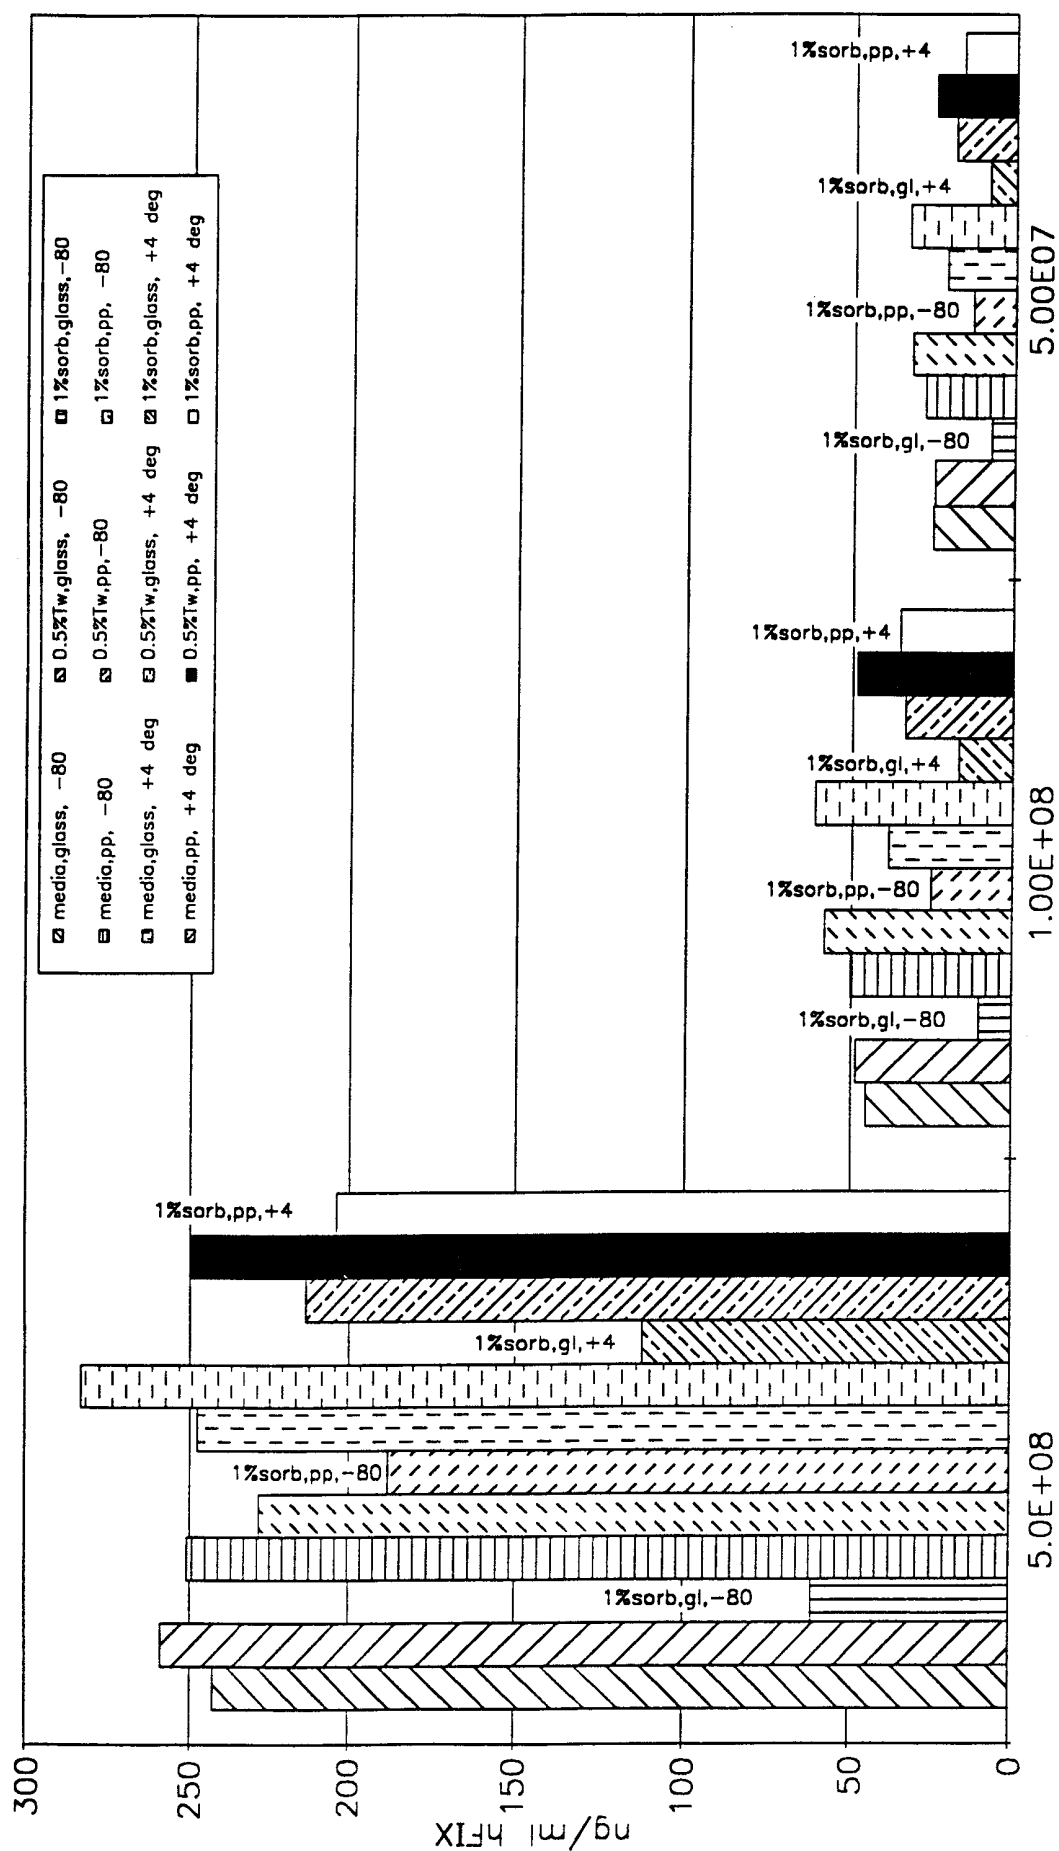 media,glass, -80
0.5%Tw,glass, -80
1%sorb,glass,-80
media,pp, -80
0.5%Tw,pp,-80
1%sorb,pp, -80
media,glass, +4 deg
0.5%Tw,glass, +4 deg
1%sorb,glass, +4 deg
media,pp, +4 deg
0.5%Tw,pp, +4 deg
1%sorb,pp, +4 deg
300
250
200
150
100
50
0
ng/ml hFIX
1%sorb,gl,-80
1%sorb,pp,-80
1%sorb,gl,+4
1%sorb,pp,+4
1%sorb,gl,-80
1%sorb,pp,-80
1%sorb,gl,+4
1%sorb,pp,+4
1%sorb,gl,-80
1%sorb,pp,-80
1%sorb,gl,+4
1%sorb,pp,+4
5.0E+08
1.00E+08
5.00E07